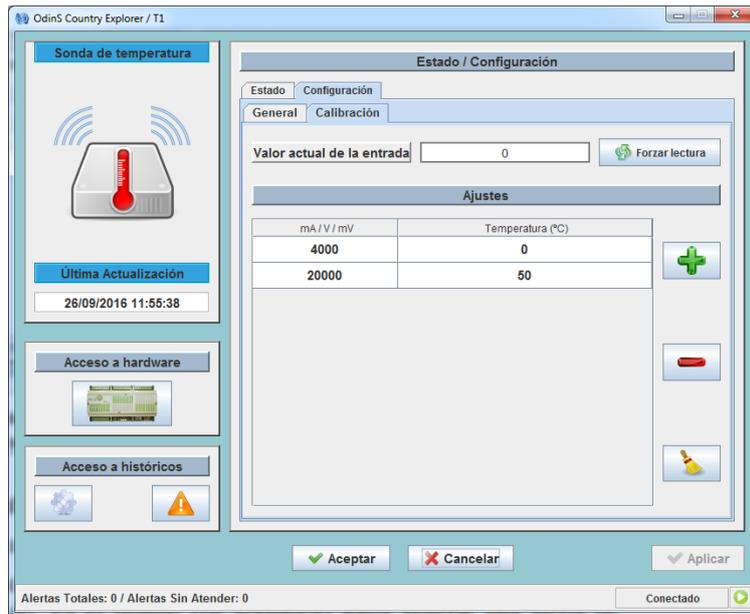 OdinS Country Explorer / T1
Sonda de temperatura
Última Actualización
26/09/2016 11:55:38
Acceso a hardware
Acceso a históricos
Estado / Configuración
Estado Configuración
General Calibración
Valor actual de la entrada 0 Forzar lectura
Ajustes
mA / V / mV Temperatura (ºC)
4000 0
20000 50
Aceptar Cancelar Aplicar
Alertas Totales: 0 / Alertas Sin Atender: 0 Conectado